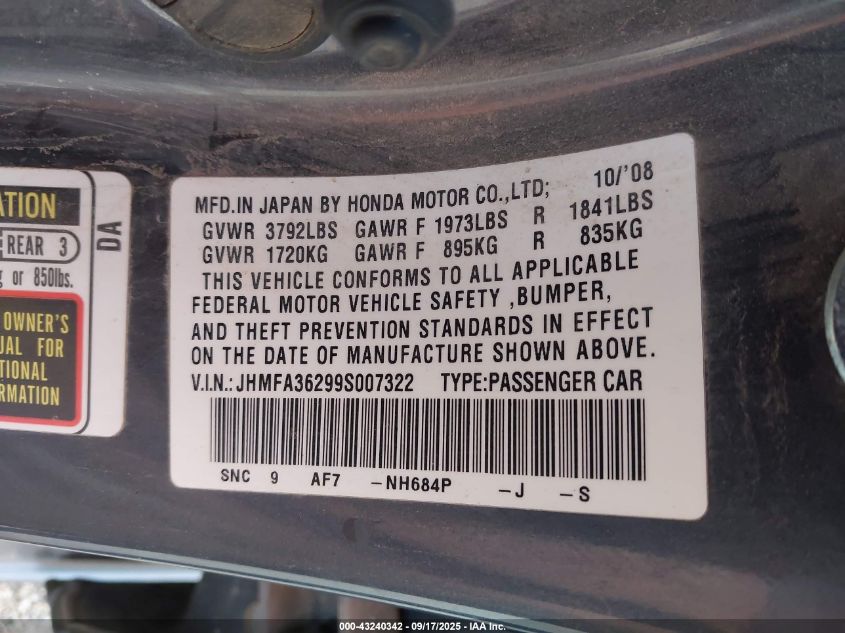 ATION
REAR 3
g or 850lbs.
OWNER'S
UAL FOR
TIONAL
RMATION
DA
MFD.IN JAPAN BY HONDA MOTOR CO.,LTD; 10/'08
GVWR 3792LBS GAWR F 1973LBS R 1841LBS
GVWR 1720KG GAWR F 895KG R 835KG
THIS VEHICLE CONFORMS TO ALL APPLICABLE
FEDERAL MOTOR VEHICLE SAFETY ,BUMPER,
AND THEFT PREVENTION STANDARDS IN EFFECT
ON THE DATE OF MANUFACTURE SHOWN ABOVE.
V.I.N.:JHMFA36299S007322 TYPE:PASSENGER CAR
SNC 9 AF7 -NH684P -J -S
000-43240342 - 09/17/2025 - IAA Inc.